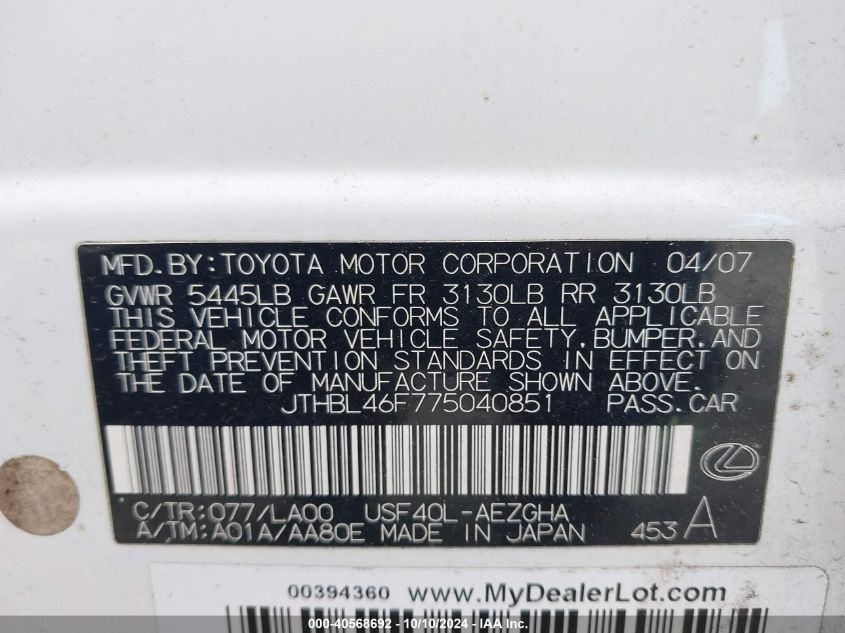 MFD.BY:TOYOTA MOTOR CORPORATION 04/07
GVWR 5445LB GAWR FR 3130LB RR 3130LB
THIS VEHICLE CONFORMS TO ALL APPLICABLE
FEDERAL MOTOR VEHICLE SAFETY,BUMPER,AND
THEFT PREVENTION STANDARDS IN EFFECT ON
THE DATE OF MANUFACTURE SHOWN ABOVE.
JTHBL46F775040851 PASS.CAR
C/TR:077/LA00 USF40L-AEZGHA
A/TM:A01A/AA80E MADE IN JAPAN 453 A
00394360 www.MyDealerLot.com
000-40568692 - 10/10/2024 - IAA Inc.